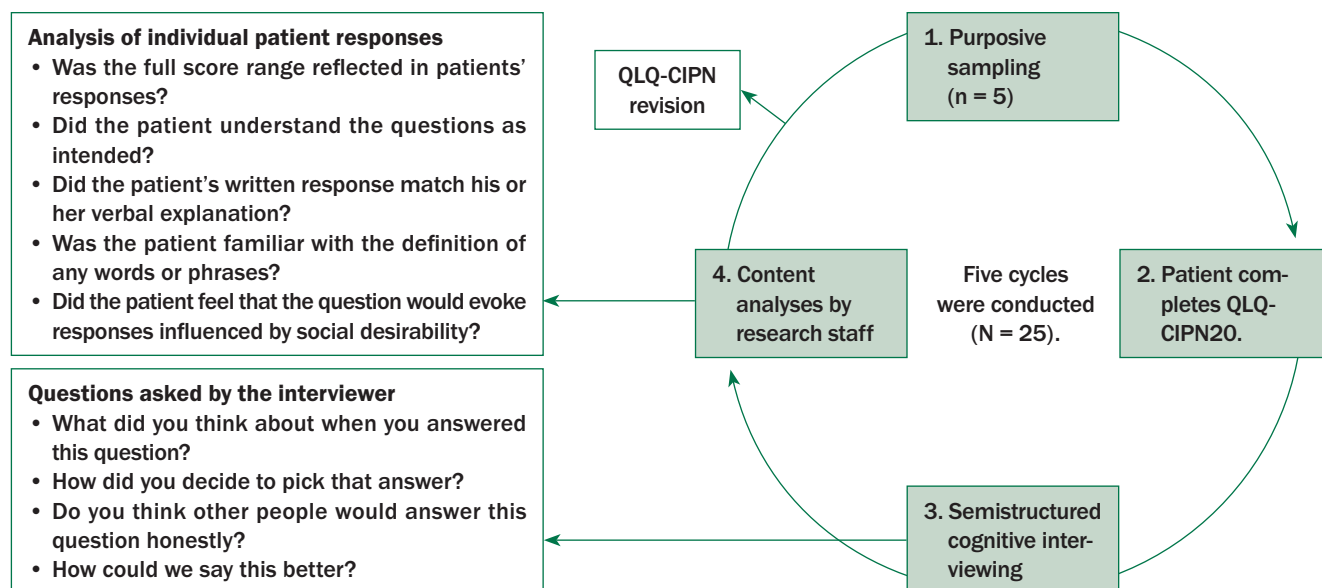 Analysis of individual patient responses
• Was the full score range reflected in patients'
responses?
• Did the patient understand the questions as
intended?
• Did the patient's written response match his or
her verbal explanation?
• Was the patient familiar with the definition of
any words or phrases?
• Did the patient feel that the question would evoke
responses influenced by social desirability?
Questions asked by the interviewer
• What did you think about when you answered
this question?
• How did you decide to pick that answer?
• Do you think other people would answer this
question honestly?
• How could we say this better?
QLQ-CIPN
revision
1. Purposive
sampling
(n = 5)
2. Patient com-
pletes QLQ-
CIPN20.
3. Semistructured
cognitive inter-
viewing
4. Content
analyses by
research staff
Five cycles
were conducted
(N = 25).